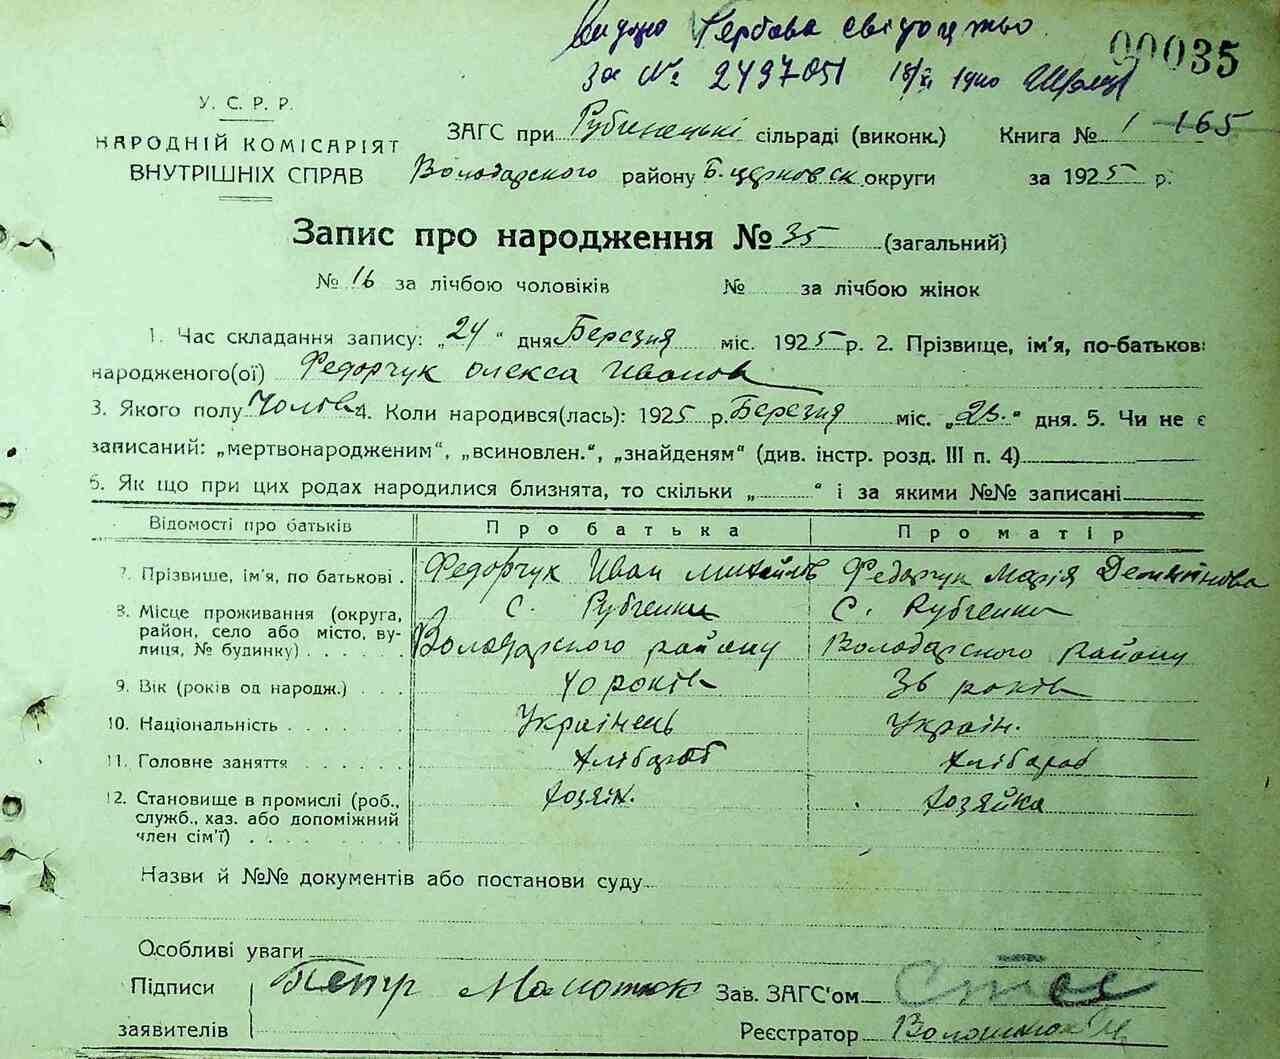 видано Гербове свідоцтво
за № 2497051 18/XI 1940
00035
У. С. Р. Р.
НАРОДНІЙ КОМІСАРІЯТ
ВНУТРІШНІХ СПРАВ
ЗАГС при Рубченецькі сільраді (виконк.) Книга № 1 165
Володарского району Б.церковск округи за 1925 р.
Запис про народження № 35 (загальний)
№ 16 за лічбою чоловіків № за лічбою жінок
1. Час складання запису: „24" дня Березня міс. 1925 р. 2. Прізвище, ім'я, по-батькові
народженого(ої) Федорчук Олекса Иванов
3. Якого полу Чолов 4. Коли народився(лась): 1925 р. Березня міс. „23." дня. 5. Чи не є
записаний: „мертвонародженим", „всиновлен.", „знайденям" (див. інстр. розд. III п. 4)
6. Як що при цих родах народилися близнята, то скільки „ " і за якими №№ записані
Відомості про батьків Про батька Про матір
7. Прізвище, ім'я, по батькові . Федорчук Иван Михайлов Федорчук Марія
8. Місце проживання (округа, с. Рубченки с. Рубченки
район, село або місто, ву- Володарского району Володарского району
лиця, № будинку) . . . . . .
9. Вік (років од народж.) . . . 40 років 36 років
10. Національність . . . . . . Українець Україн.
11. Головне заняття . . . . . . хлібороб хлібороб
12. Становище в промислі (роб., хозяїн. хозяйка
служб., хаз. або допоміжний
член сім'ї) . . . . . . . .
Назви й №№ документів або постанови суду
Особливі уваги
Підписи Петр Зав. ЗАГС'ом
заявителів Реєстратор